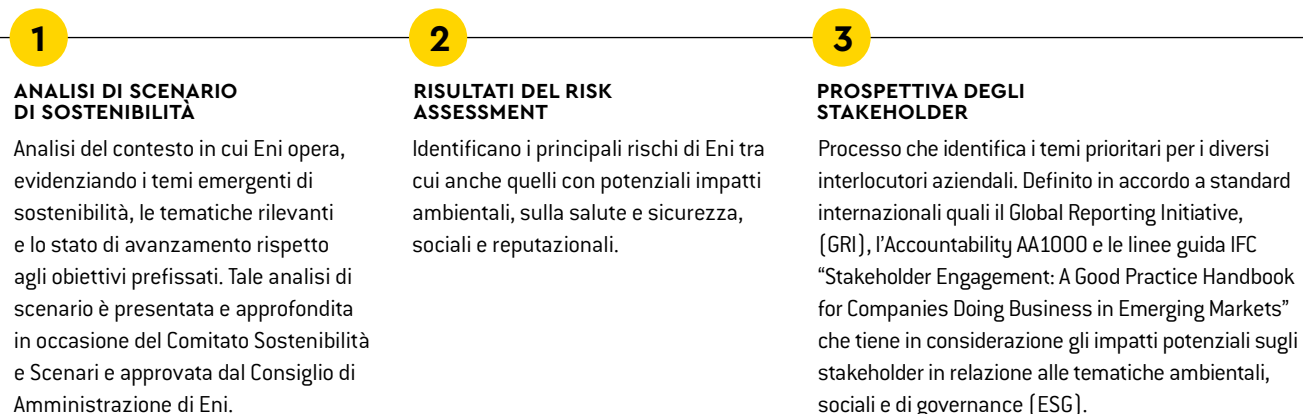 1
ANALISI DI SCENARIO
DI SOSTENIBILITÀ
Analisi del contesto in cui Eni opera,
evidenziando i temi emergenti di
sostenibilità, le tematiche rilevanti
e lo stato di avanzamento rispetto
agli obiettivi prefissati. Tale analisi di
scenario è presentata e approfondita
in occasione del Comitato Sostenibilità
e Scenari e approvata dal Consiglio di
Amministrazione di Eni.
2
RISULTATI DEL RISK
ASSESSMENT
Identificano i principali rischi di Eni tra
cui anche quelli con potenziali impatti
ambientali, sulla salute e sicurezza,
sociali e reputazionali.
3
PROSPETTIVA DEGLI
STAKEHOLDER
Processo che identifica i temi prioritari per i diversi
interlocutori aziendali. Definito in accordo a standard
internazionali quali il Global Reporting Initiative,
(GRI), l'Accountability AA1000 e le linee guida IFC
“Stakeholder Engagement: A Good Practice Handbook
for Companies Doing Business in Emerging Markets”
che tiene in considerazione gli impatti potenziali sugli
stakeholder in relazione alle tematiche ambientali,
sociali e di governance (ESG).